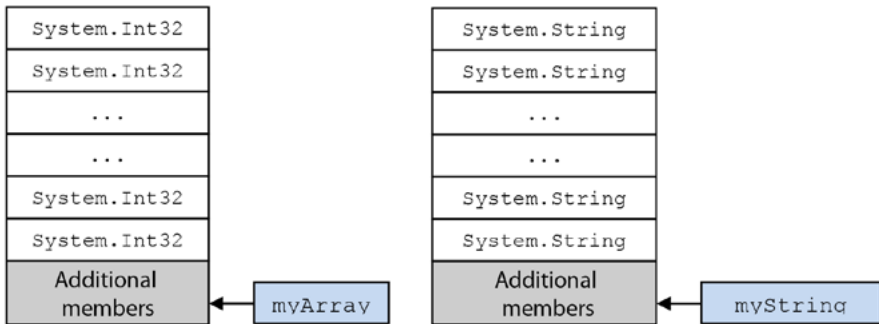 System.Int32
System.Int32
...
...
System.Int32
System.Int32
Additional
members
myArray
System.String
System.String
...
...
System.String
System.String
Additional
members
myString